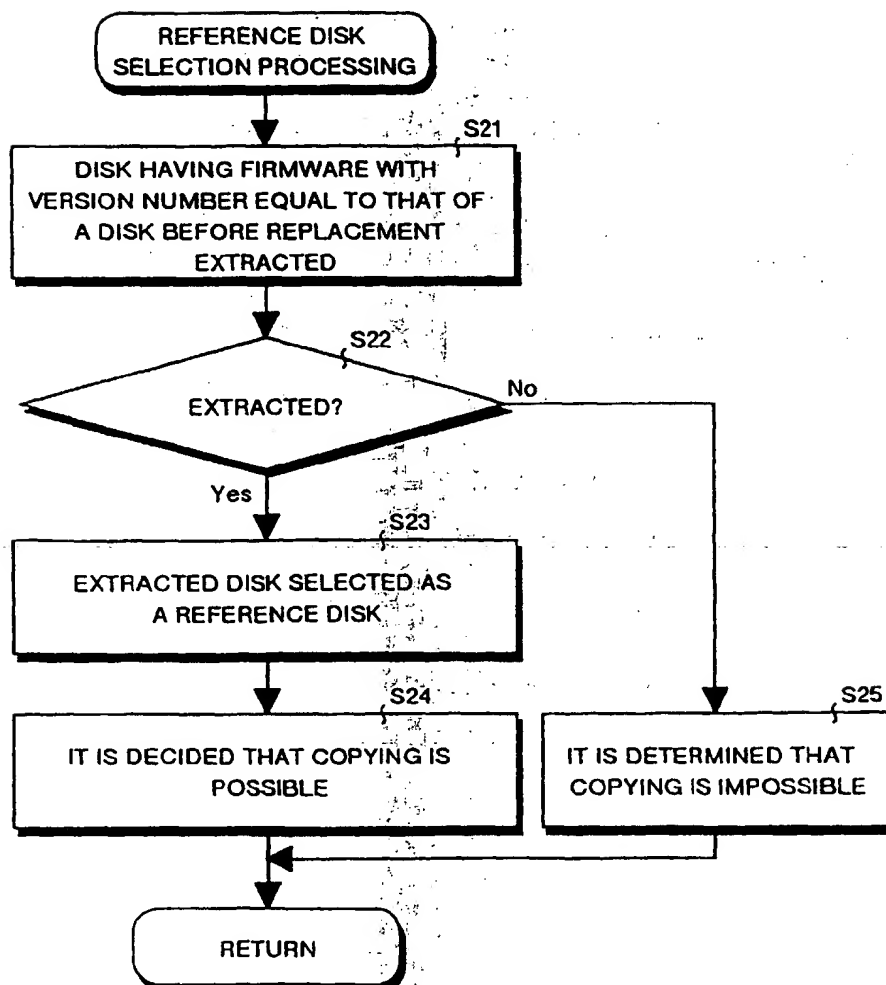 REFERENCE DISK
SELECTION PROCESSING
S21
DISK HAVING FIRMWARE WITH
VERSION NUMBER EQUAL TO THAT OF
A DISK BEFORE REPLACEMENT
EXTRACTED
S22
EXTRACTED?
No
Yes
S23
EXTRACTED DISK SELECTED AS
A REFERENCE DISK
S24
IT IS DECIDED THAT COPYING IS
POSSIBLE
S25
IT IS DETERMINED THAT
COPYING IS IMPOSSIBLE
RETURN